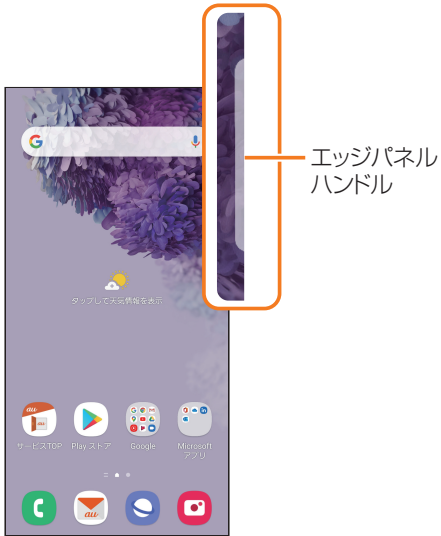 エッジパネル
ハンドル
タップして天気情報を表示
au
サービスTOP
Play ストア
Google
Microsoft
アプリ
au